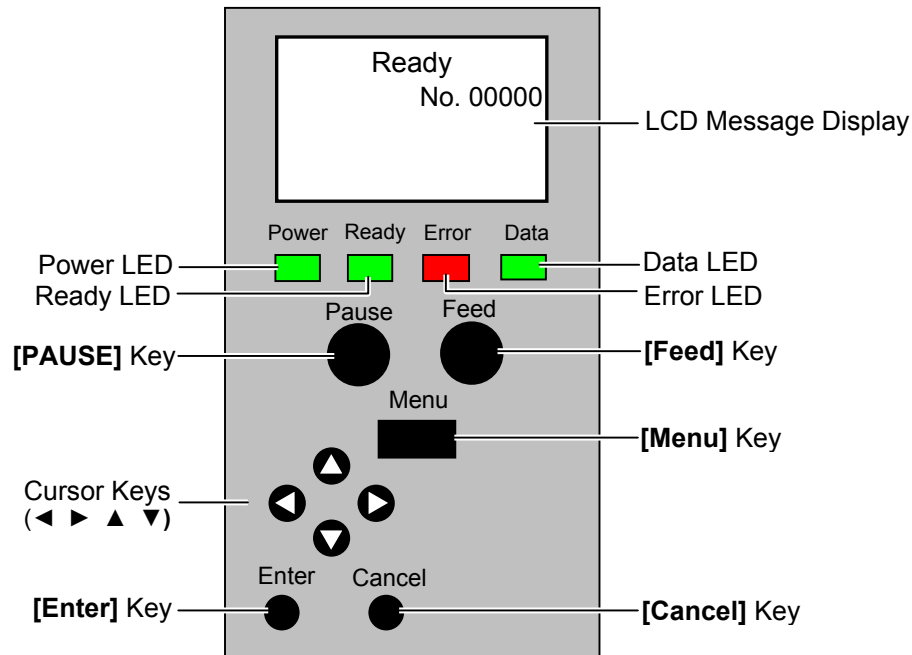 Ready
No. 00000
LCD Message Display
Power Ready Error Data
Power LED
Data LED
Ready LED
Error LED
Pause Feed
[PAUSE] Key
[Feed] Key
Menu
[Menu] Key
Cursor Keys
(◄ ► ▲ ▼)
Enter Cancel
[Enter] Key
[Cancel] Key